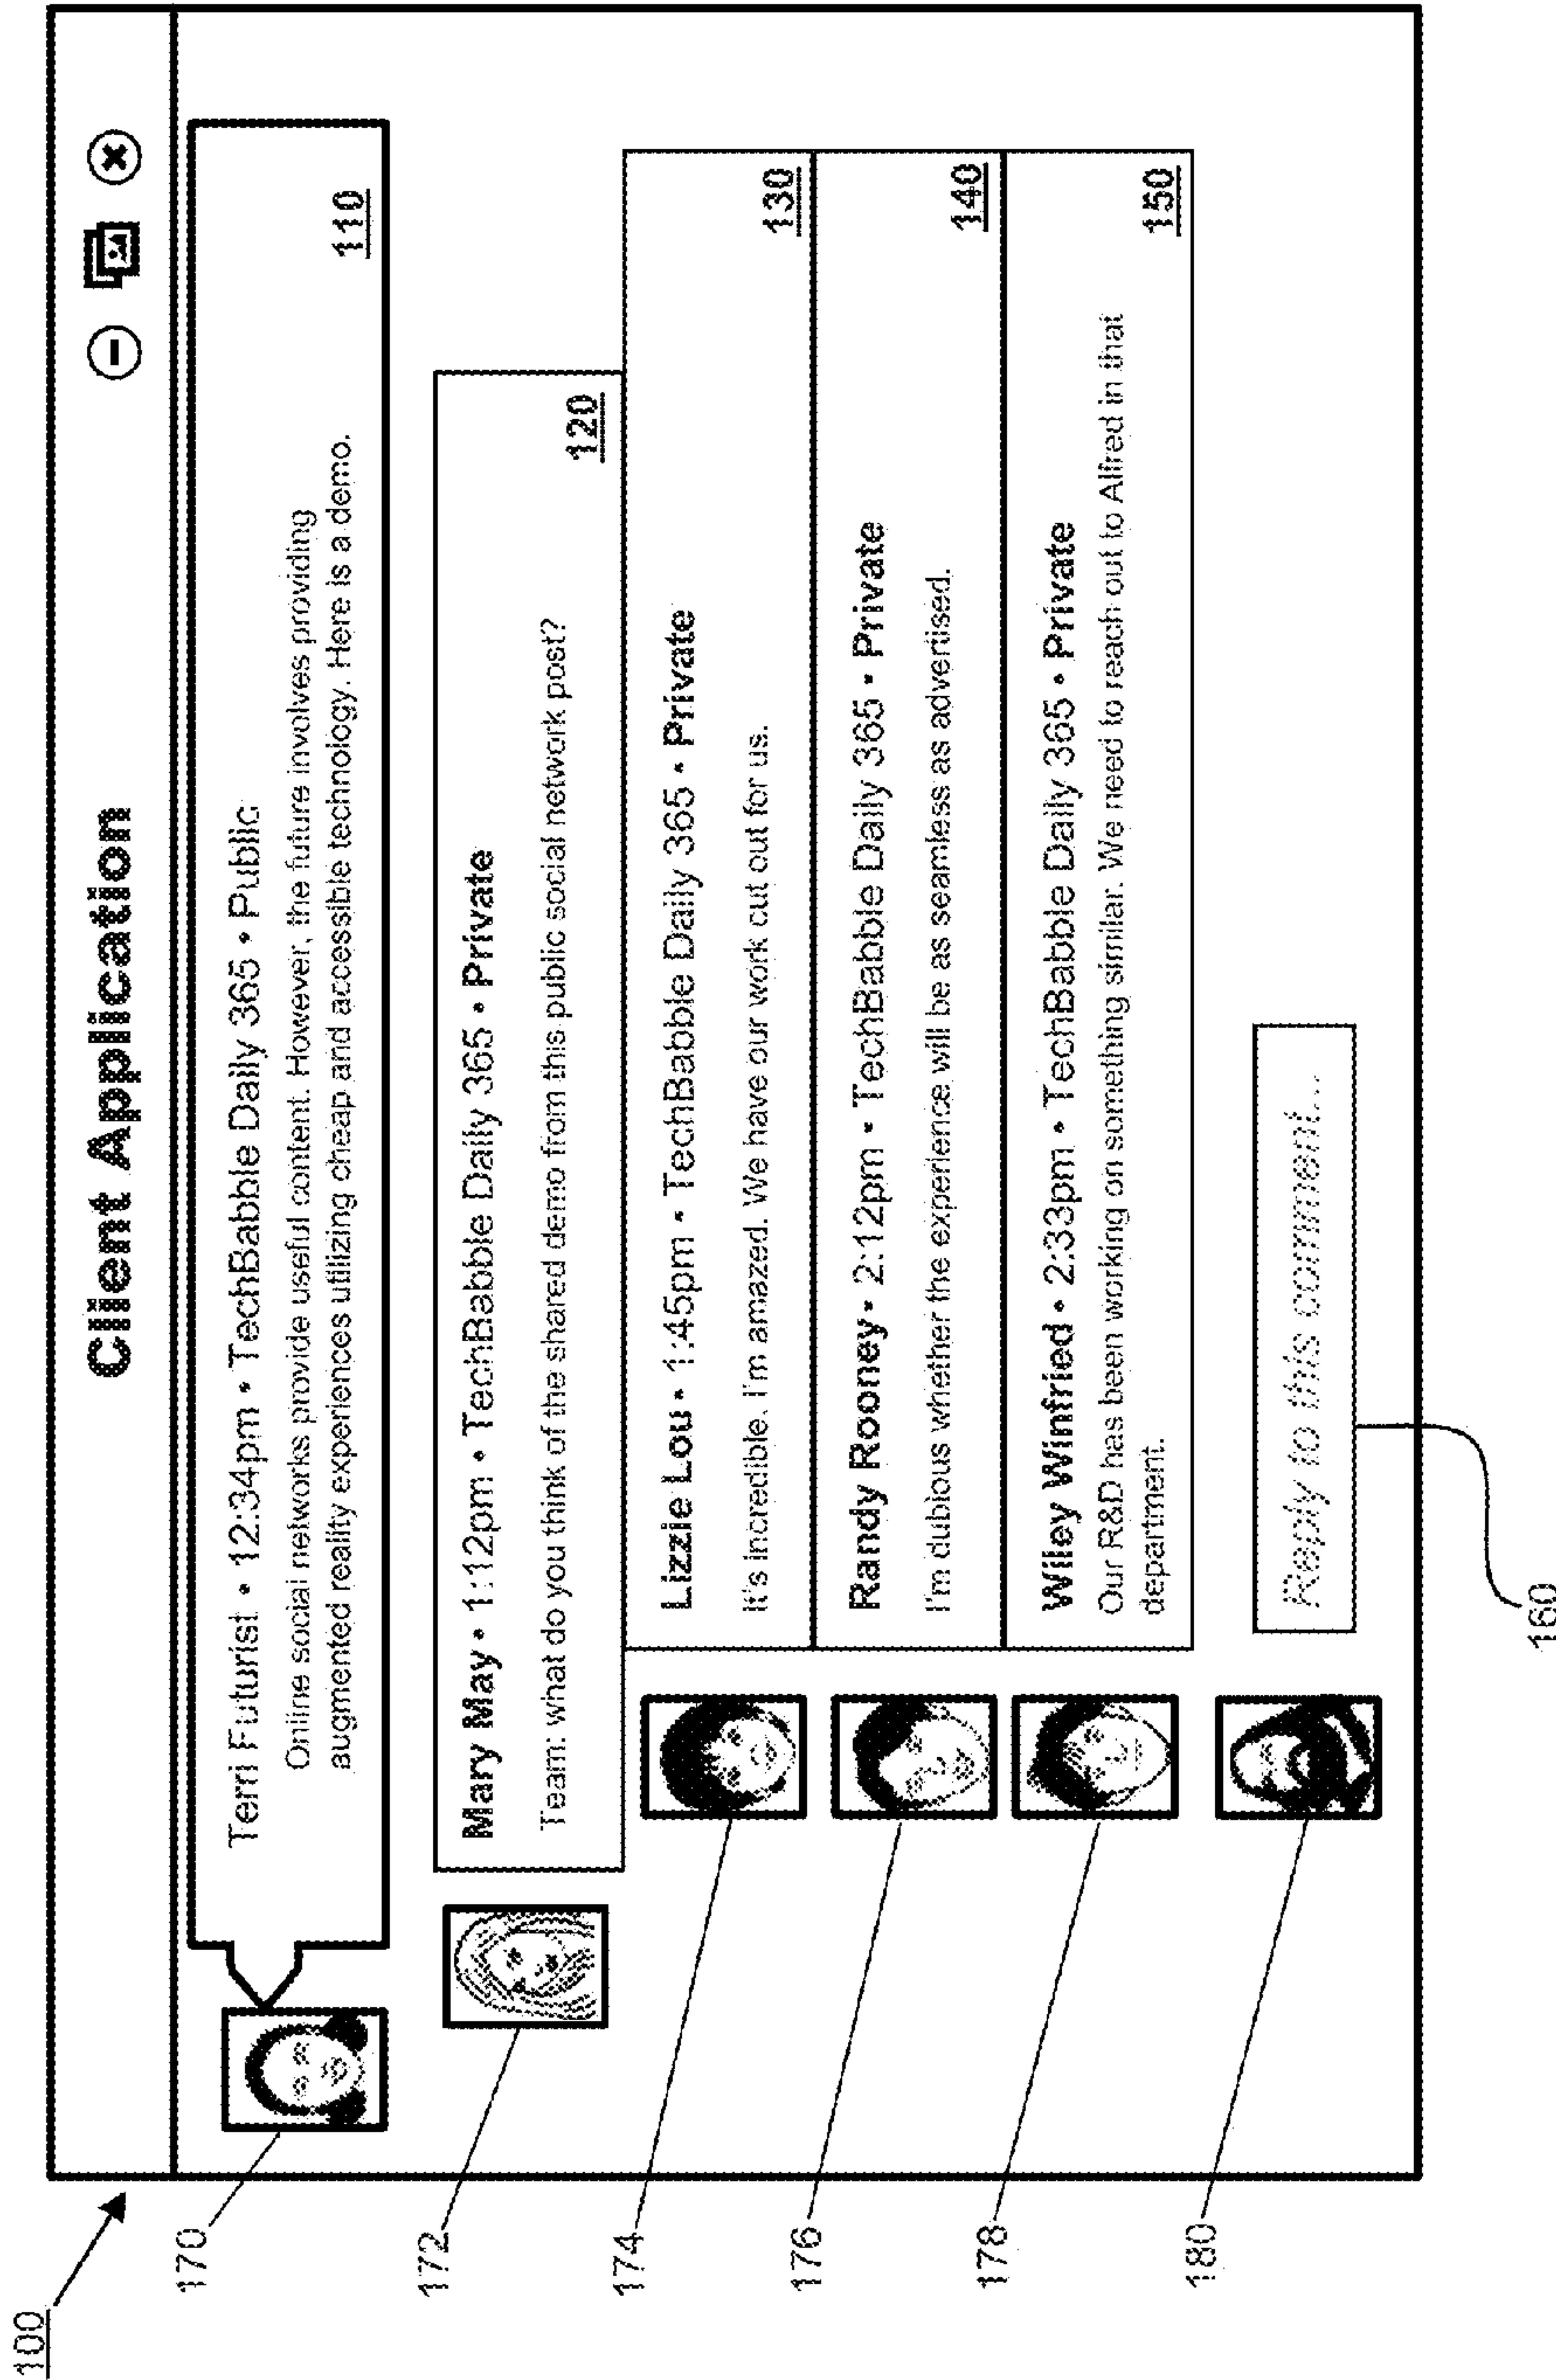 100
Client Application
170
Terri Futurist • 12:34pm • TechBabble Daily 365 • Public
Online social networks provide useful content. However, the future involves providing
augmented reality experiences utilizing cheap and accessible technology. Here is a demo.
110
172
Mary May • 1:12pm • TechBabble Daily 365 • Private
Team: what do you think of the shared demo from this public social network post?
120
174
Lizzie Lou • 1:45pm • TechBabble Daily 365 • Private
It's incredible. I'm amazed. We have our work cut out for us.
130
176
Randy Rooney • 2:12pm • TechBabble Daily 365 • Private
I'm dubious whether the experience will be as seamless as advertised.
140
178
Wiley Winfried • 2:33pm • TechBabble Daily 365 • Private
Our R&D has been working on something similar. We need to reach out to Alfred in that
department.
150
180
Reply to this comment...
160